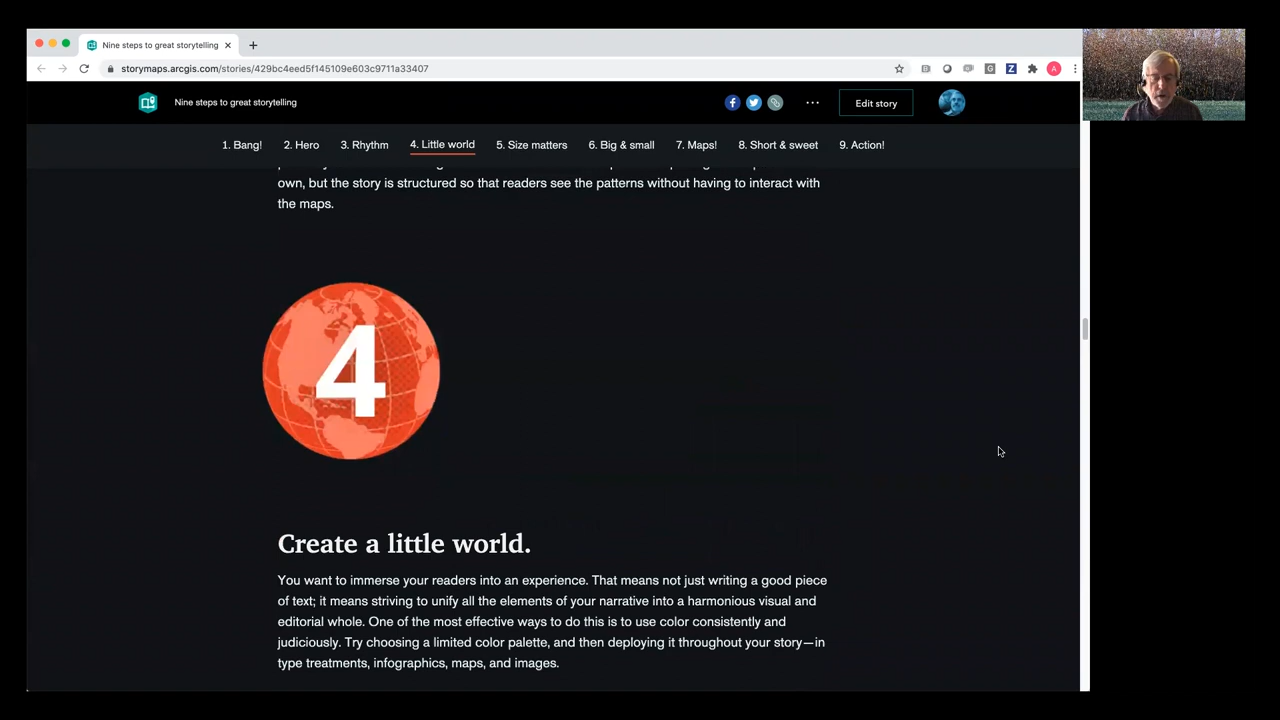 Nine steps to great storytelling
storymaps.arcgis.com/stories/429bc4eed5f145109e603c9711a33407
A
Nine steps to great storytelling
Edit story
1. Bang! 2. Hero 3. Rhythm 4. Little world 5. Size matters 6. Big & small 7. Maps! 8. Short & sweet 9. Action!
own, but the story is structured so that readers see the patterns without having to interact with
the maps.
4
Create a little world.
You want to immerse your readers into an experience. That means not just writing a good piece
of text; it means striving to unify all the elements of your narrative into a harmonious visual and
editorial whole. One of the most effective ways to do this is to use color consistently and
judiciously. Try choosing a limited color palette, and then deploying it throughout your story—in
type treatments, infographics, maps, and images.